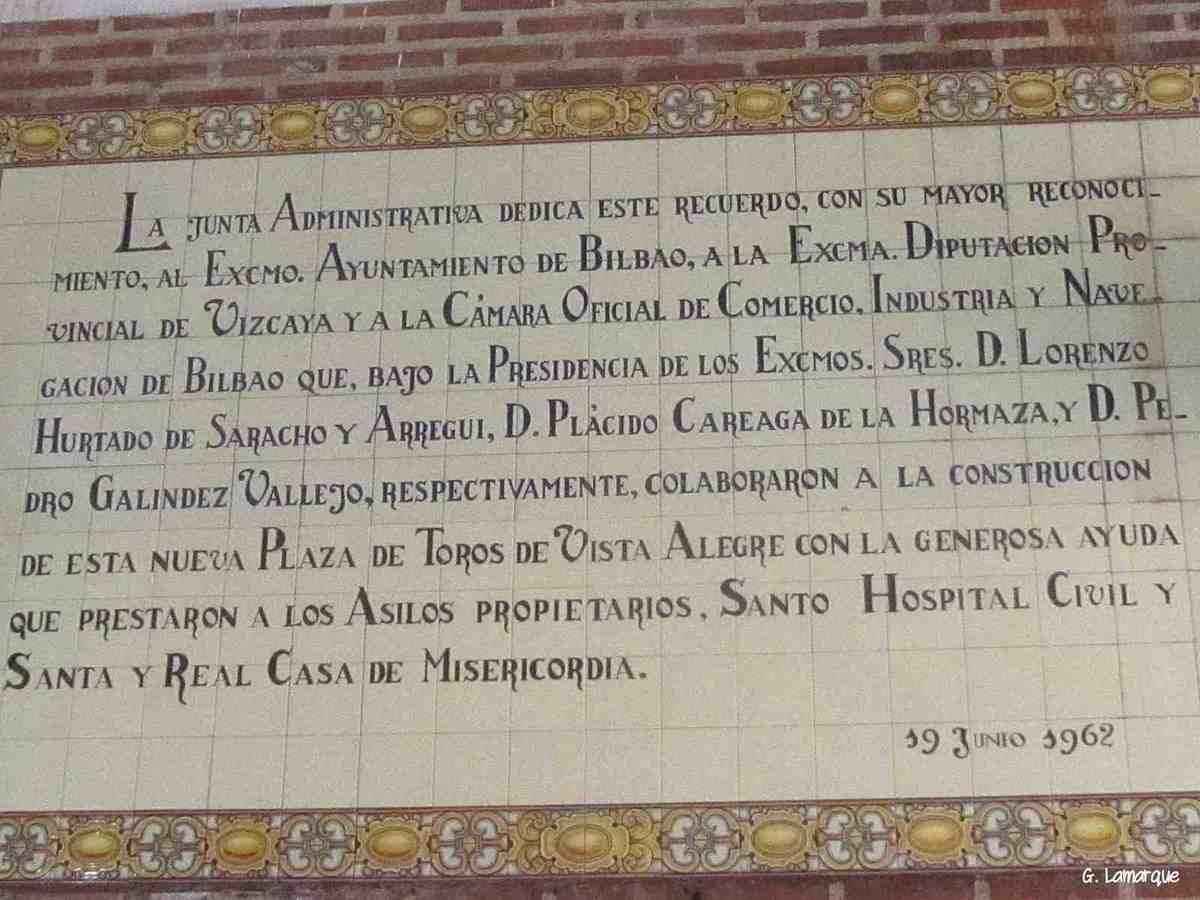 La junta Administrativa dedica este recuerdo, con su mayor reconoci-
miento, al Excmo. Ayuntamiento de Bilbao, a la Excma. Diputacion Pro-
vincial de Vizcaya y a la Cámara Oficial de Comercio, Industria y Nave-
gacion de Bilbao que, bajo la Presidencia de los Excmos. Sres. D. Lorenzo
Hurtado de Saracho y Arregui, D. Plàcido Careaga de la Hormaza, y D. Pe-
dro Galindez Vallejo, respectivamente, colaboraron a la construccion
de esta nueva Plaza de Toros de Vista Alegre con la generosa ayuda
que prestaron a los Asilos propietarios, Santo Hospital Civil y
Santa y Real Casa de Misericordia.
19 Junio 1962
G. Lamarque